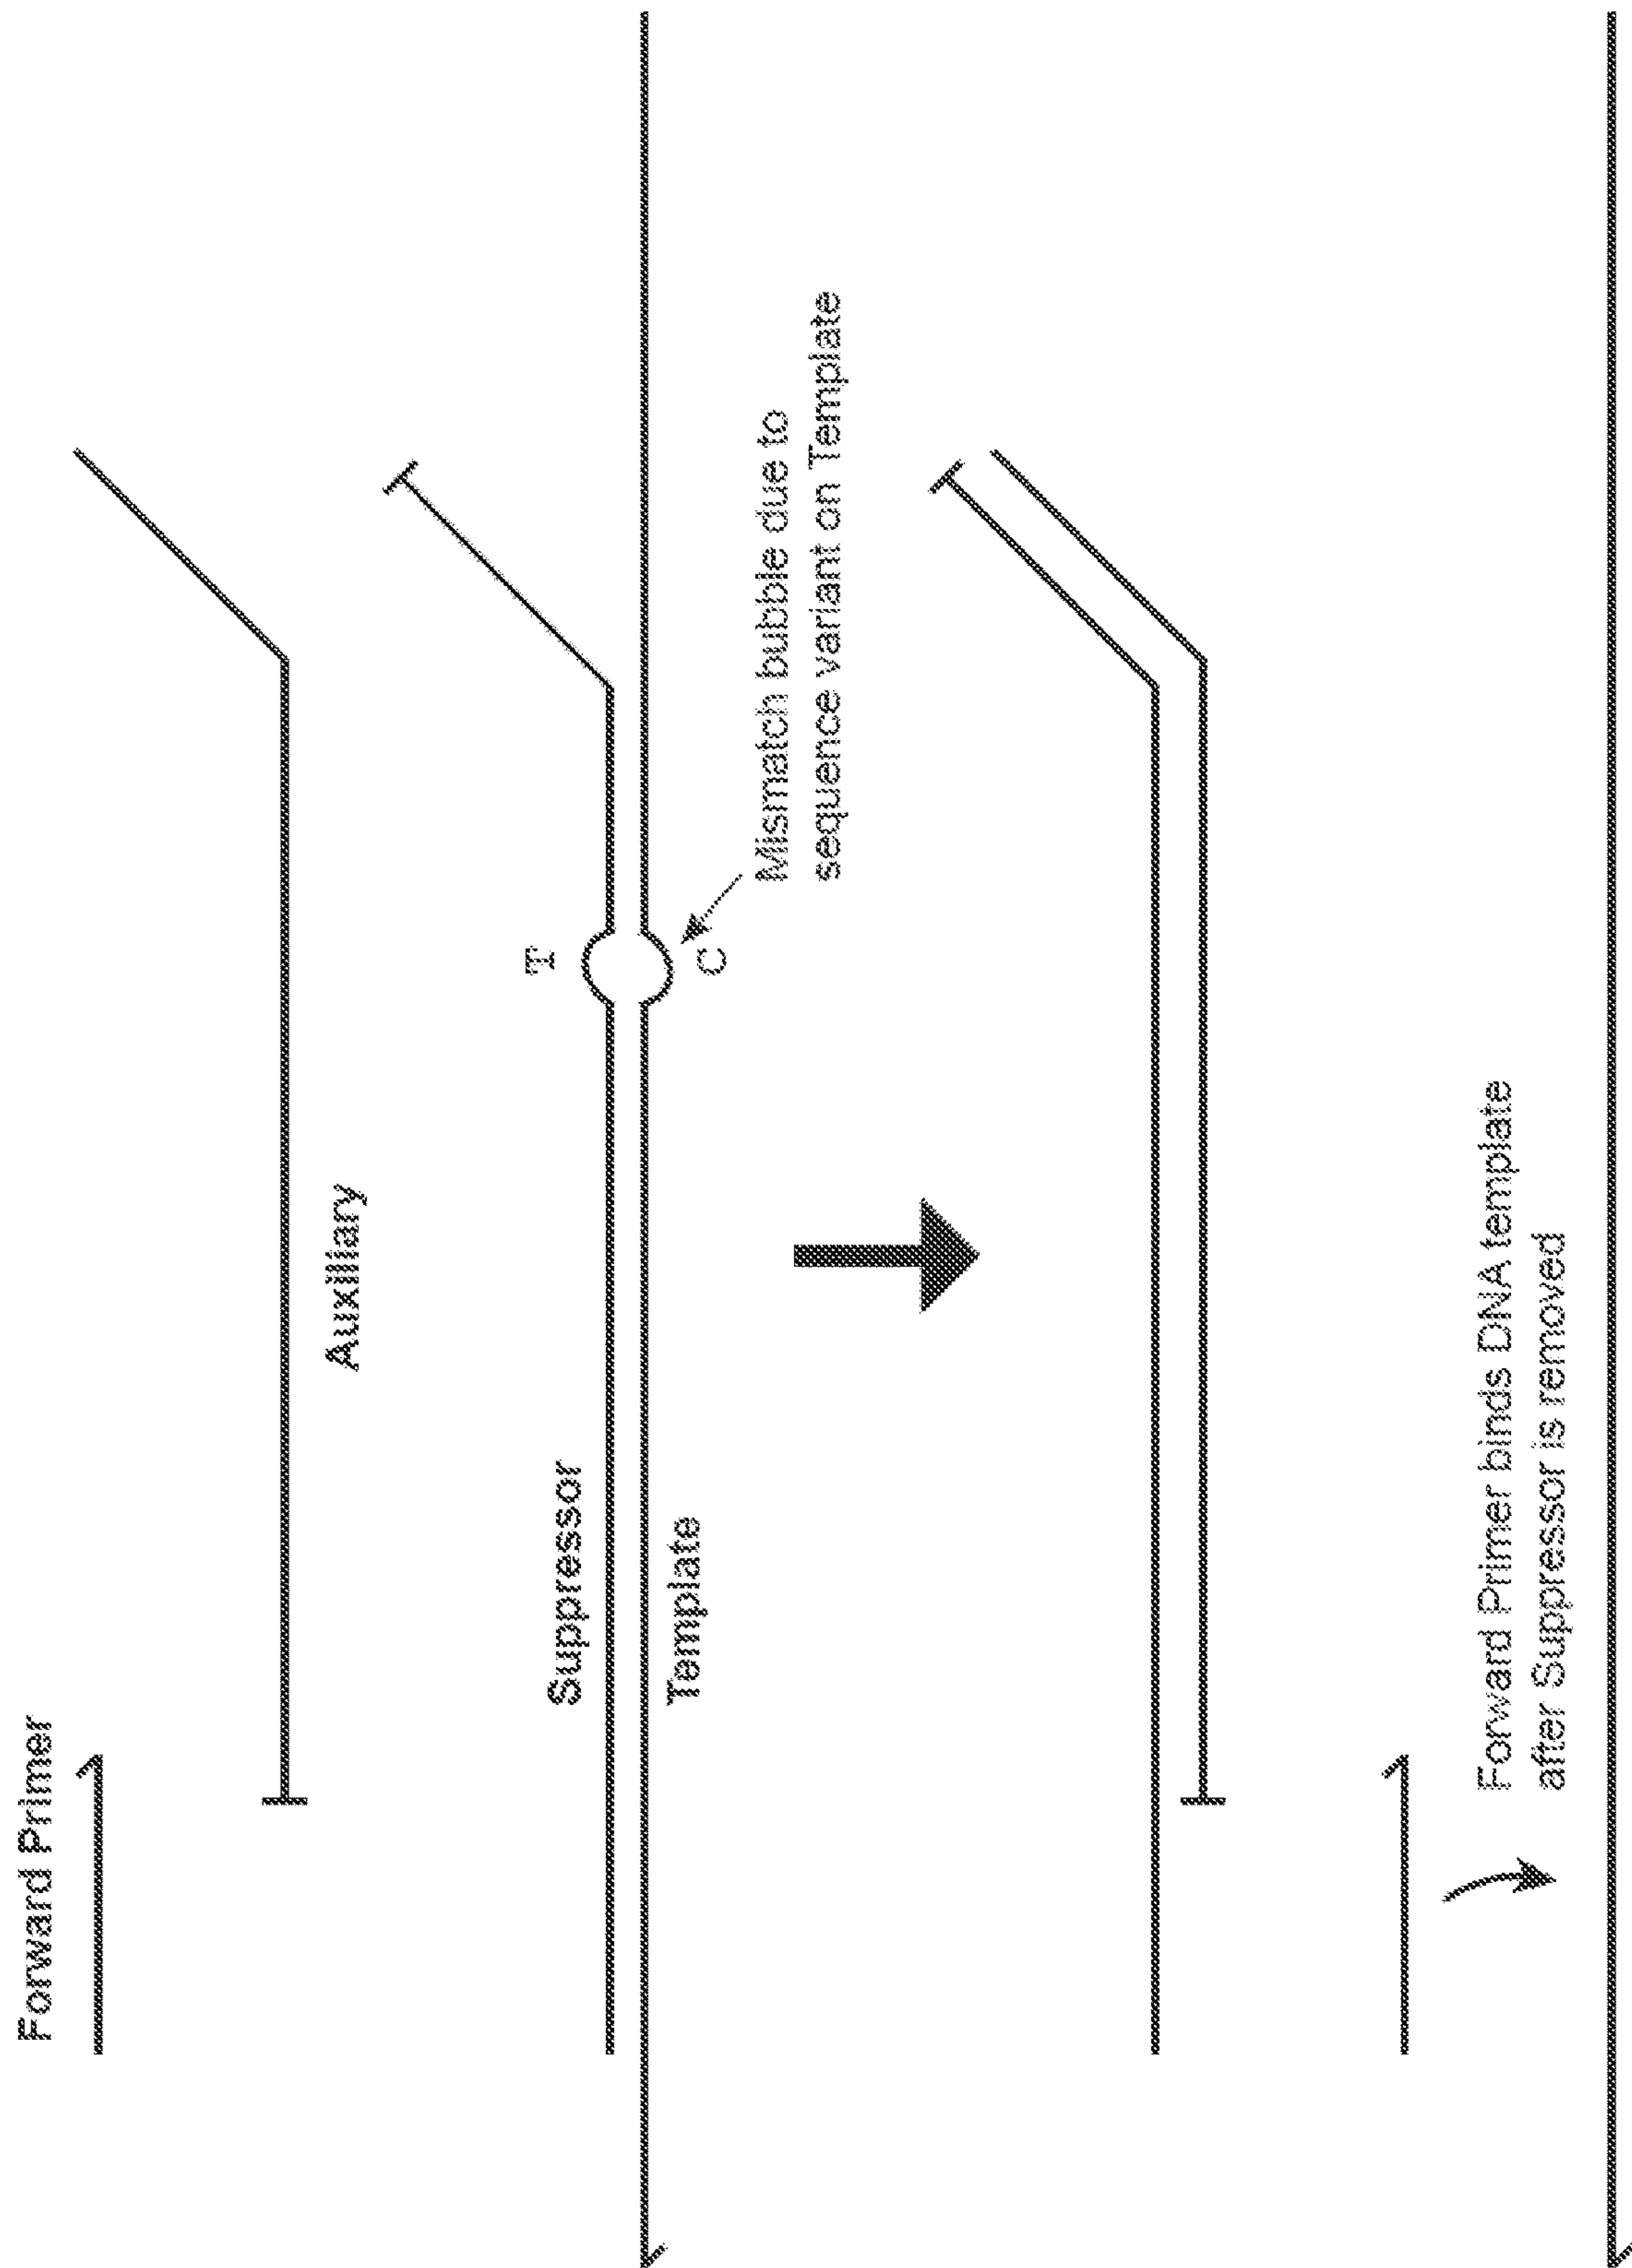 Forward Primer
Auxiliary
Suppressor
T
Template
C
Mismatch bubble due to
sequence variant on Template
Forward Primer binds DNA template
after Suppressor is removed